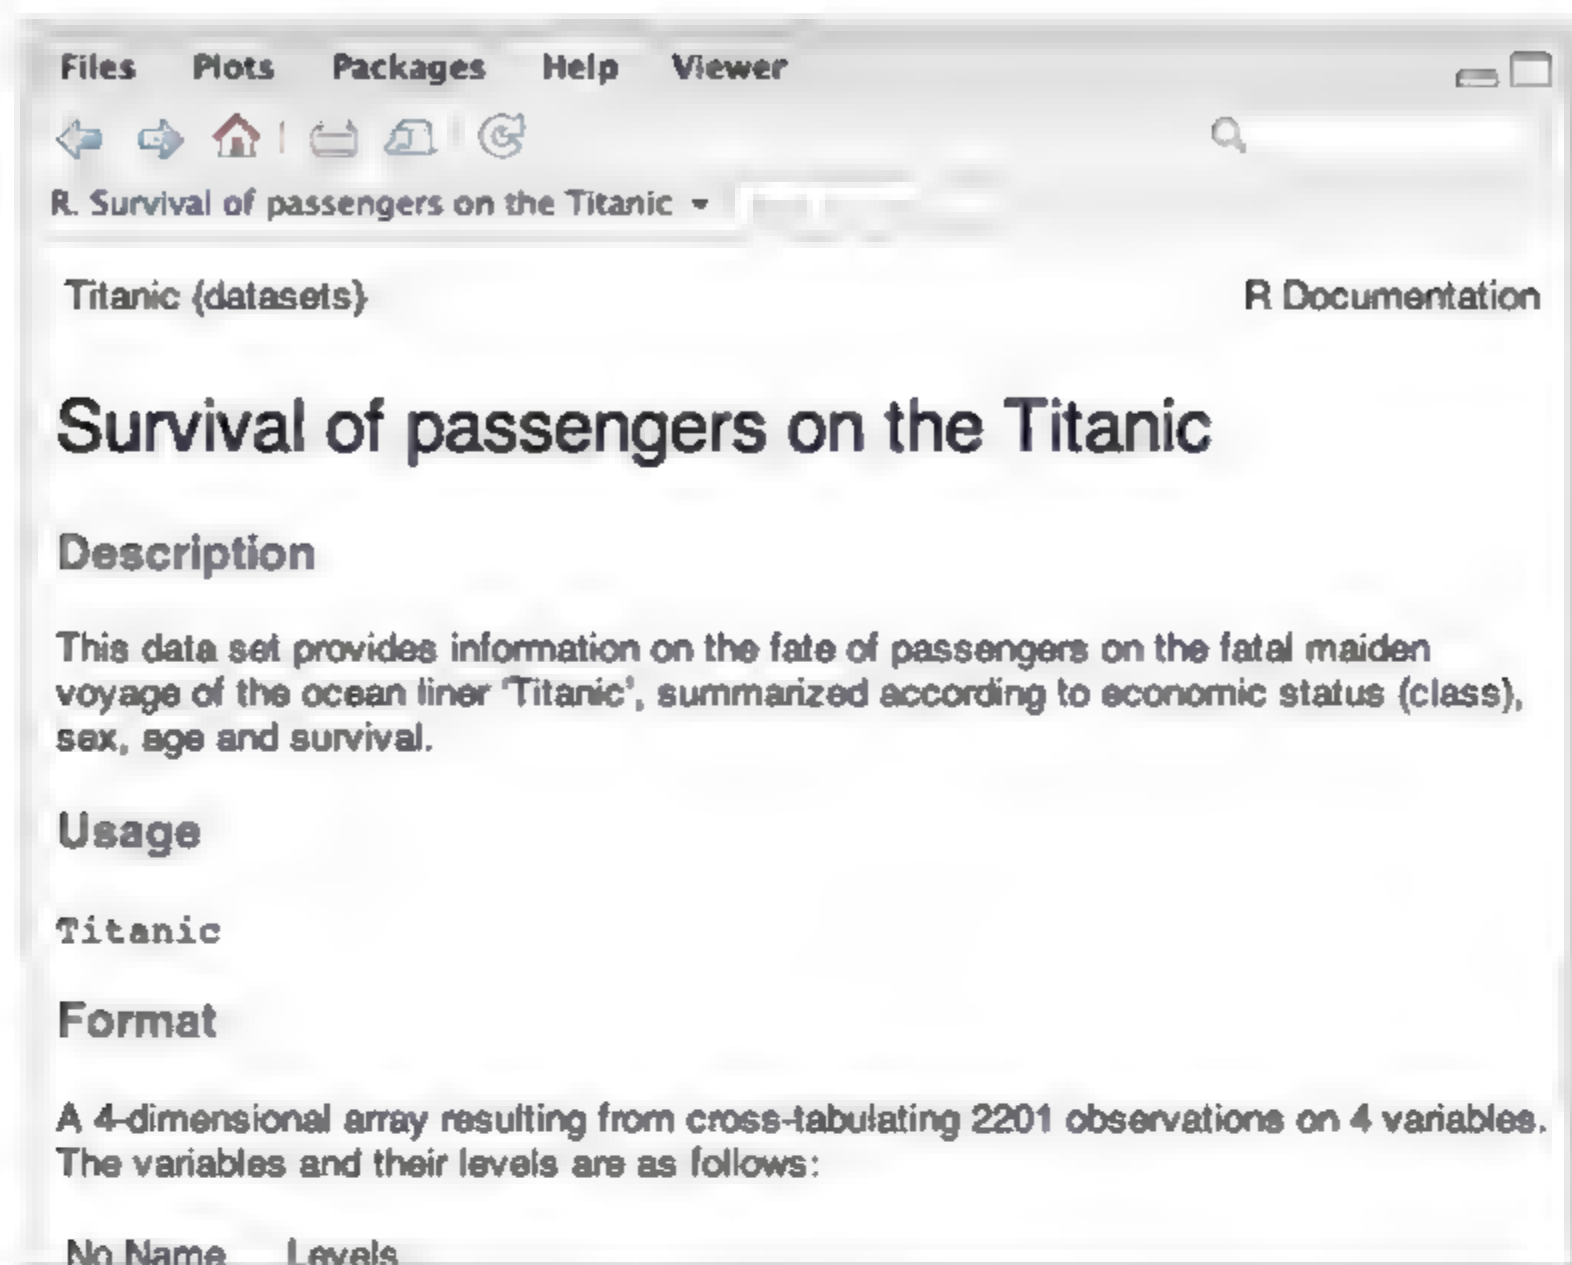 Files Plots Packages Help Viewer
R. Survival of passengers on the Titanic
Titanic {datasets} R Documentation
Survival of passengers on the Titanic
Description
This data set provides information on the fate of passengers on the fatal maiden
voyage of the ocean liner 'Titanic', summarized according to economic status (class),
sex, age and survival.
Usage
Titanic
Format
A 4-dimensional array resulting from cross-tabulating 2201 observations on 4 variables.
The variables and their levels are as follows:
No Name Levels